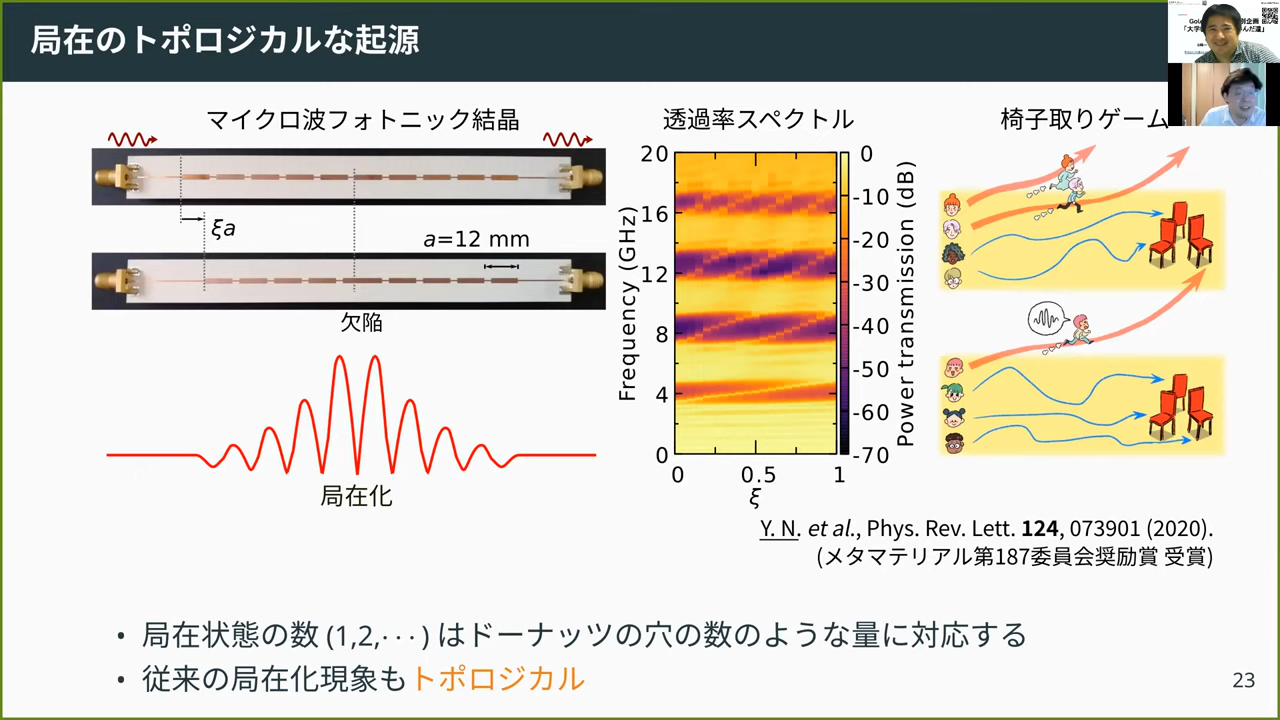 局在のトポロジカルな起源
マイクロ波フォトニック結晶
ξa
a=12 mm
欠陥
局在化
透過率スペクトル
Frequency (GHz)
20
16
12
8
4
0
0
0.5
1
ξ
0
-10
-20
-30
-40
-50
-60
-70
Power transmission (dB)
椅子取りゲーム
Y. N. et al., Phys. Rev. Lett. 124, 073901 (2020).
(メタマテリアル第187委員会奨励賞 受賞)
• 局在状態の数 (1,2,･･･) はドーナッツの穴の数のような量に対応する
• 従来の局在化現象もトポロジカル
23